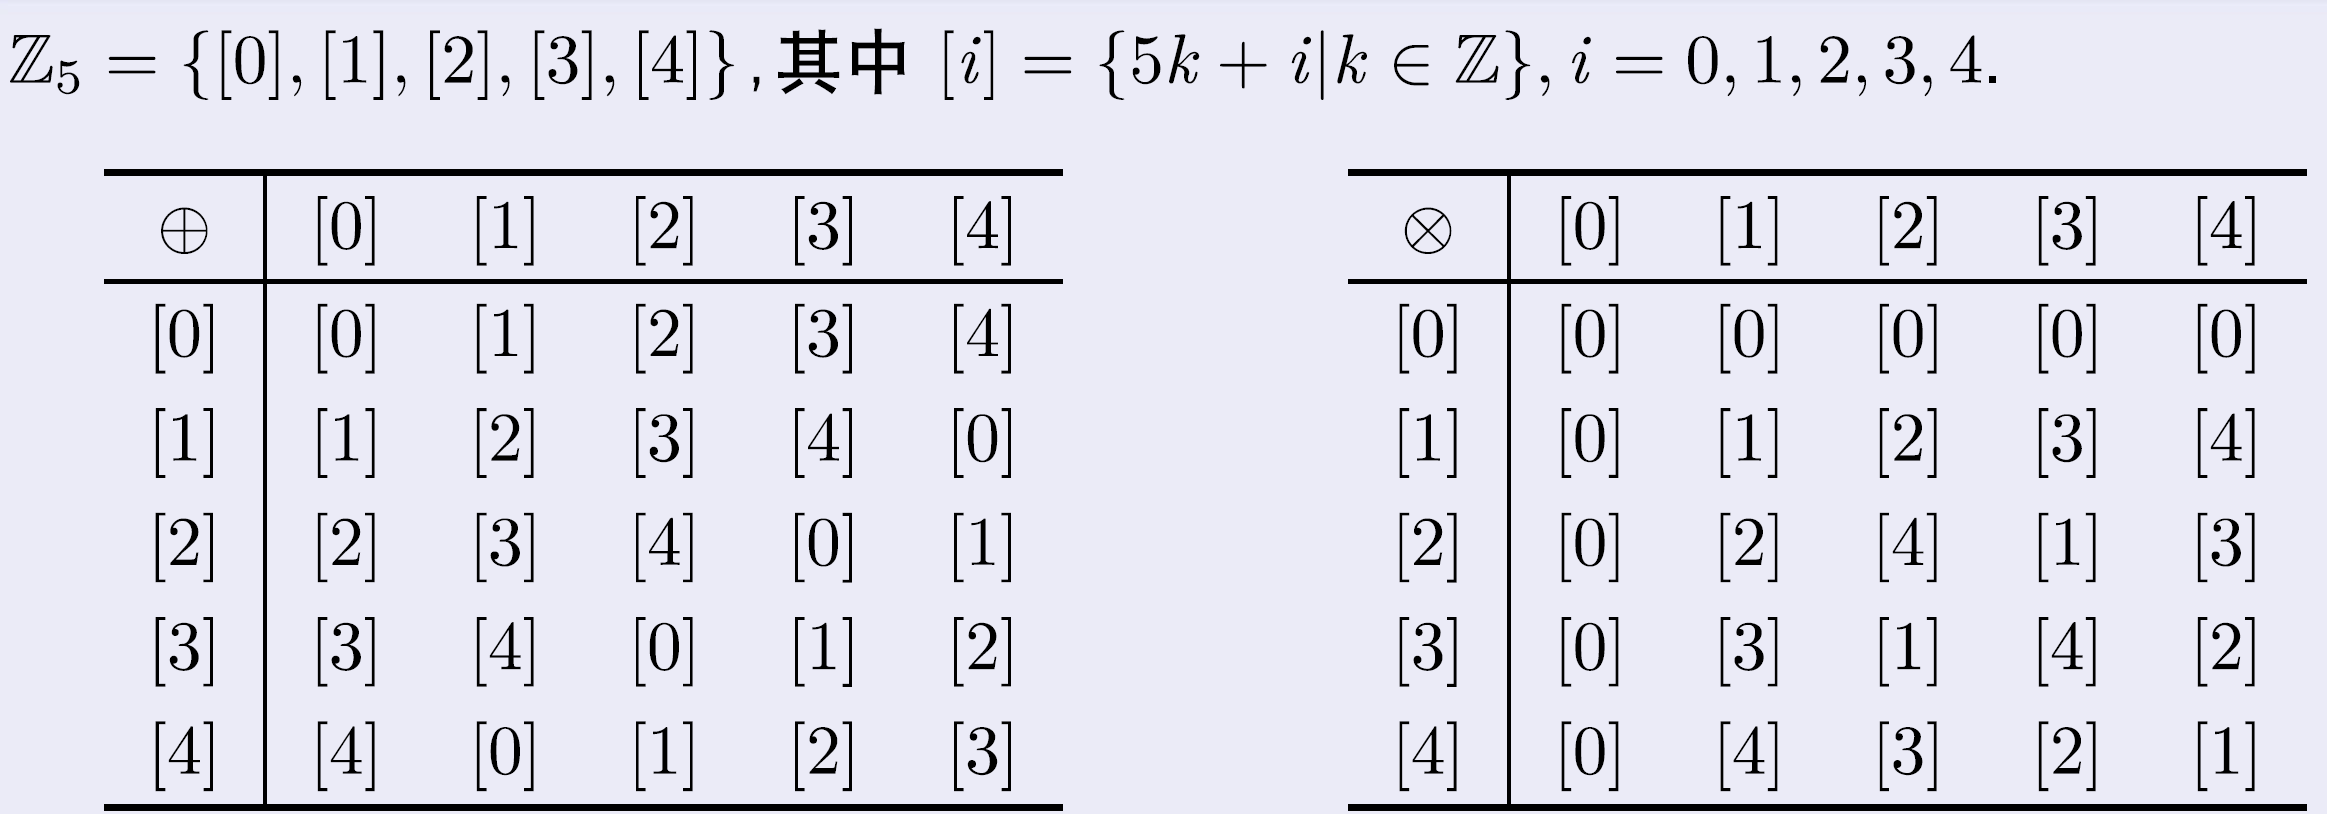 ℤ₅ = {[0], [1], [2], [3], [4]}, 其中 [i] = {5k + i|k ∈ ℤ}, i = 0, 1, 2, 3, 4.
⊕ [0] [1] [2] [3] [4]
[0] [0] [1] [2] [3] [4]
[1] [1] [2] [3] [4] [0]
[2] [2] [3] [4] [0] [1]
[3] [3] [4] [0] [1] [2]
[4] [4] [0] [1] [2] [3]
⊗ [0] [1] [2] [3] [4]
[0] [0] [0] [0] [0] [0]
[1] [0] [1] [2] [3] [4]
[2] [0] [2] [4] [1] [3]
[3] [0] [3] [1] [4] [2]
[4] [0] [4] [3] [2] [1]